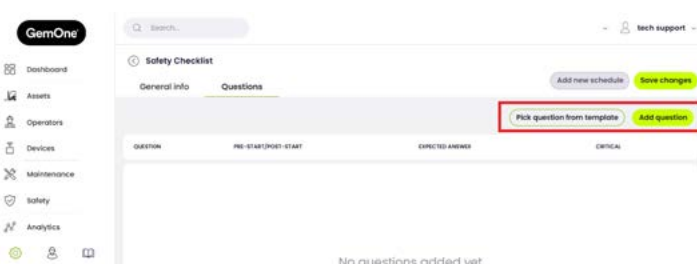 GemOne
Search...
tech support
Dashboard
Assets
Operators
Devices
Maintenance
Safety
Analytics
Safety Checklist
General info
Questions
Add new schedule
Save changes
Pick question from template
Add question
QUESTION
PRE-START/POST-START
EXPECTED ANSWER
CRITICAL
No questions added yet